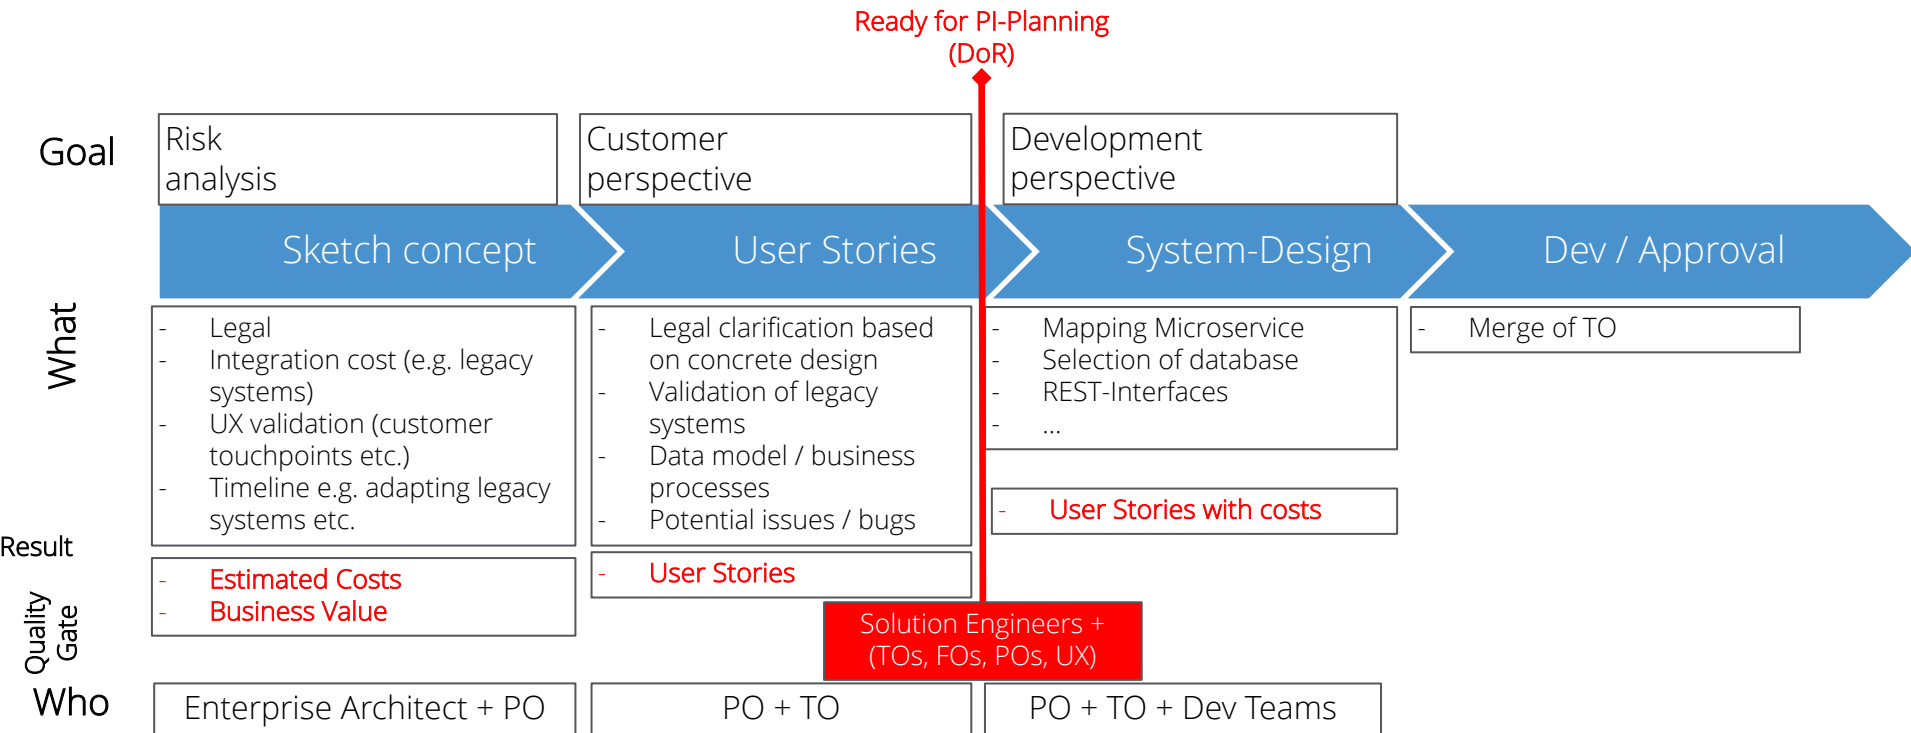 Ready for PI-Planning
(DoR)
Goal
Risk
analysis
Customer
perspective
Development
perspective
Sketch concept
User Stories
System-Design
Dev / Approval
What
- Legal
- Integration cost (e.g. legacy
systems)
- UX validation (customer
touchpoints etc.)
- Timeline e.g. adapting legacy
systems etc.
- Legal clarification based
on concrete design
- Validation of legacy
systems
- Data model / business
processes
- Potential issues / bugs
- Mapping Microservice
- Selection of database
- REST-Interfaces
- ...
- Merge of TO
Result
- Estimated Costs
- Business Value
- User Stories
- User Stories with costs
Quality
Gate
Solution Engineers +
(TOs, FOs, POs, UX)
Who
Enterprise Architect + PO
PO + TO
PO + TO + Dev Teams